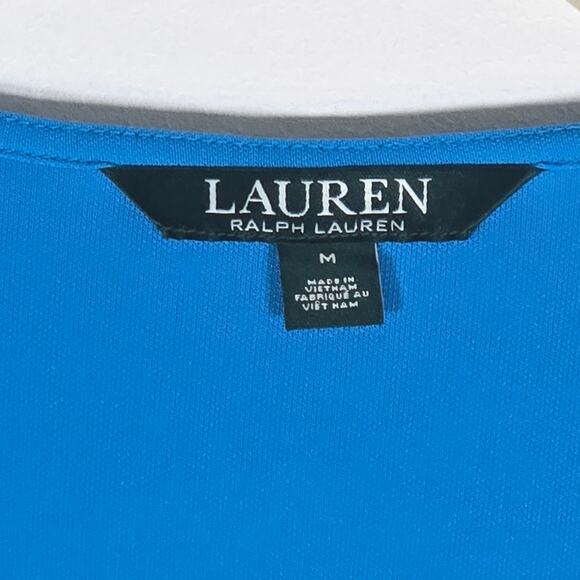 LAUREN
RALPH LAUREN
M
MADE IN
VIETNAM
FABRIQUÉ AU
VIÊT NAM